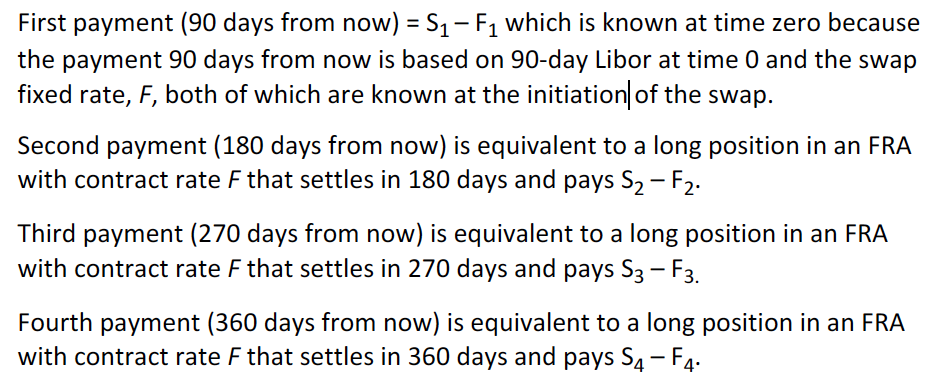 First payment (90 days from now) = S₁ – F₁ which is known at time zero because
the payment 90 days from now is based on 90-day Libor at time 0 and the swap
fixed rate, F, both of which are known at the initiation of the swap.
Second payment (180 days from now) is equivalent to a long position in an FRA
with contract rate F that settles in 180 days and pays S₂ – F₂.
Third payment (270 days from now) is equivalent to a long position in an FRA
with contract rate F that settles in 270 days and pays S₃ – F₃.
Fourth payment (360 days from now) is equivalent to a long position in an FRA
with contract rate F that settles in 360 days and pays S₄ – F₄.